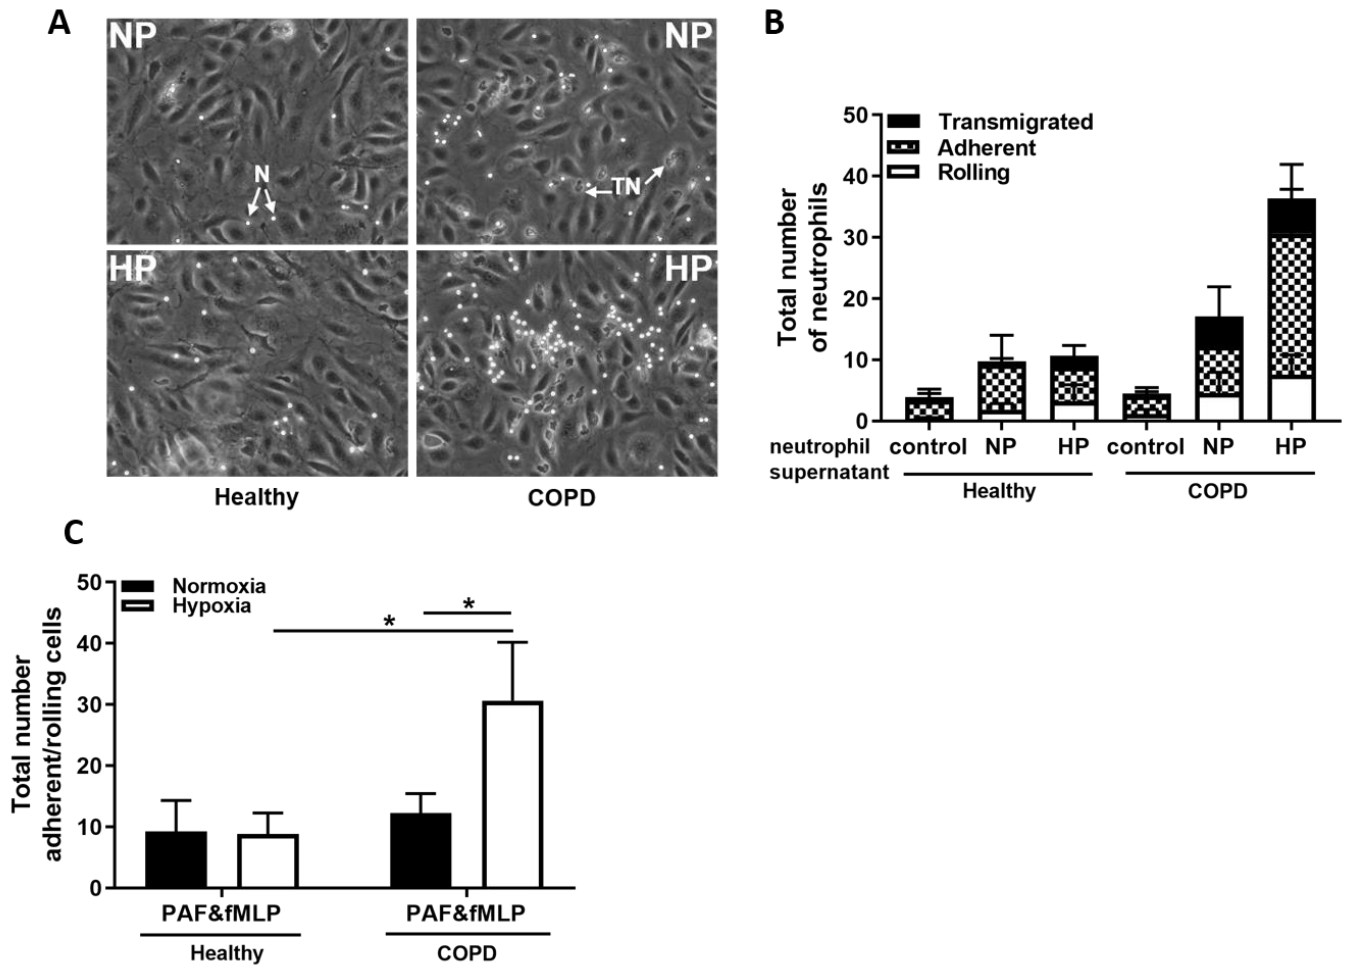 A
NP
NP
N
TN
HP
HP
Healthy
COPD
B
50
40
30
20
10
0
Total number
of neutrophils
Transmigrated
Adherent
Rolling
neutrophil
supernatant
control NP HP control NP HP
Healthy
COPD
C
50
40
30
20
10
0
Total number
adherent/rolling cells
Normoxia
Hypoxia
*
*
PAF&fMLP
PAF&fMLP
Healthy
COPD